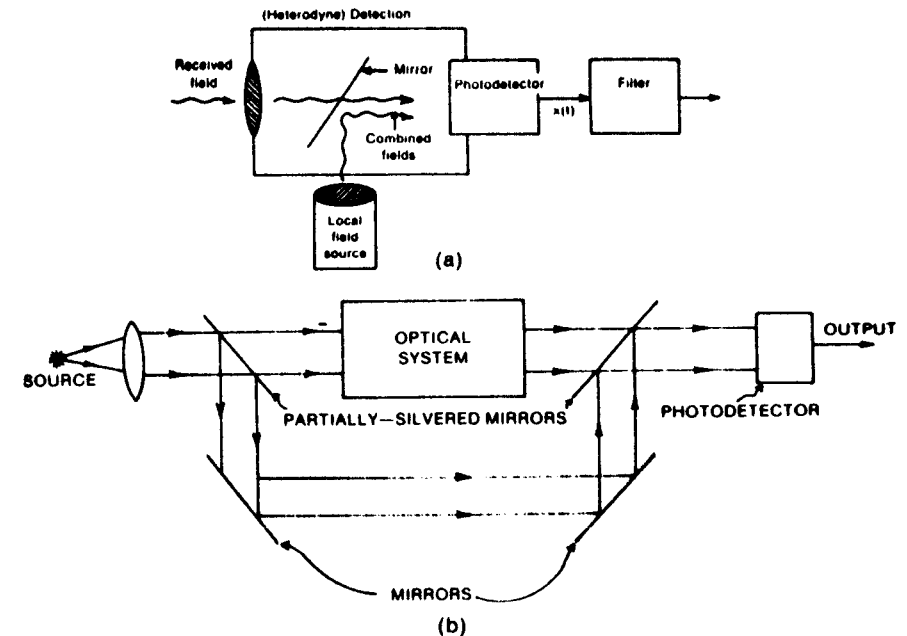 (Heterodyne) Detection
Received
field
Mirror
Photodetector
Filter
x(t)
Combined
fields
Local
field
source
(a)
OPTICAL
SYSTEM
OUTPUT
SOURCE
PARTIALLY—SILVERED MIRRORS
PHOTODETECTOR
MIRRORS
(b)